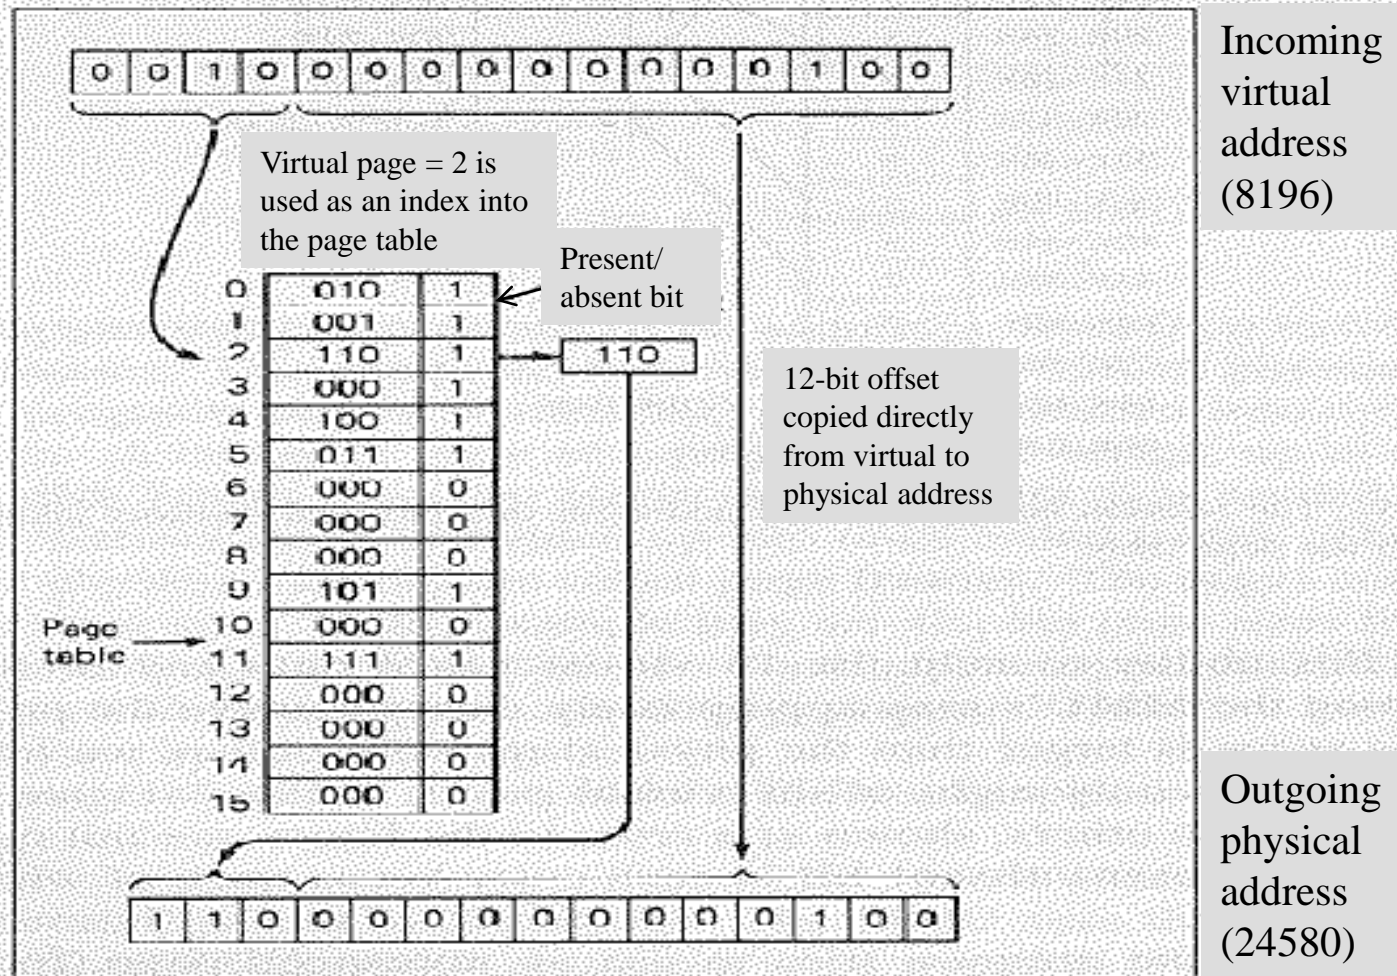 0 0 1 0 0 0 0 0 0 0 0 0 0 1 0 0
Incoming
virtual
address
(8196)
Virtual page = 2 is
used as an index into
the page table
Present/
absent bit
0 010 1
1 001 1
2 110 1
110
3 000 1
4 100 1
5 011 1
6 000 0
7 000 0
8 000 0
9 101 1
10 000 0
11 111 1
12 000 0
13 000 0
14 000 0
15 000 0
Page
table
12-bit offset
copied directly
from virtual to
physical address
1 1 0 0 0 0 0 0 0 0 0 0 1 0 0
Outgoing
physical
address
(24580)